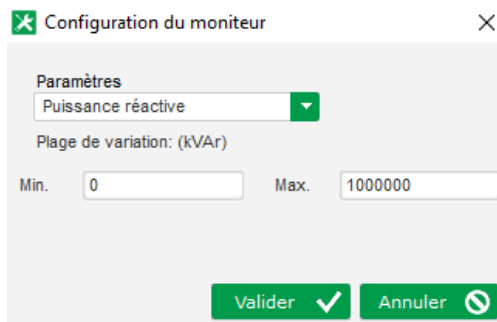 Configuration du moniteur
Paramètres
Puissance réactive
Plage de variation: (kVAr)
Min. 0 Max. 1000000
Valider Annuler